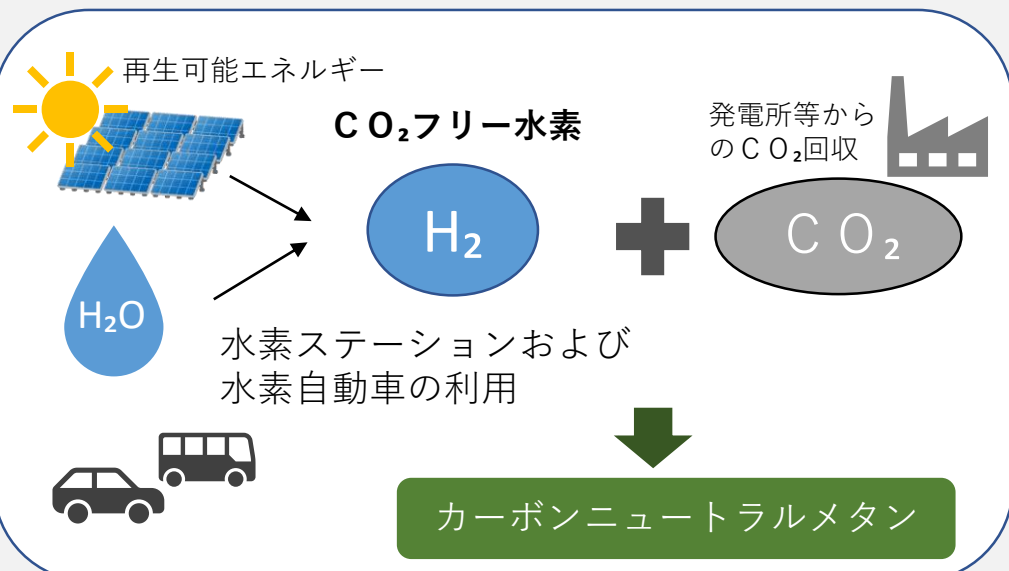 再生可能エネルギー
ＣＯ₂フリー水素
発電所等から
のＣＯ₂回収
H₂
ＣＯ₂
H₂O
水素ステーションおよび
水素自動車の利用
カーボンニュートラルメタン